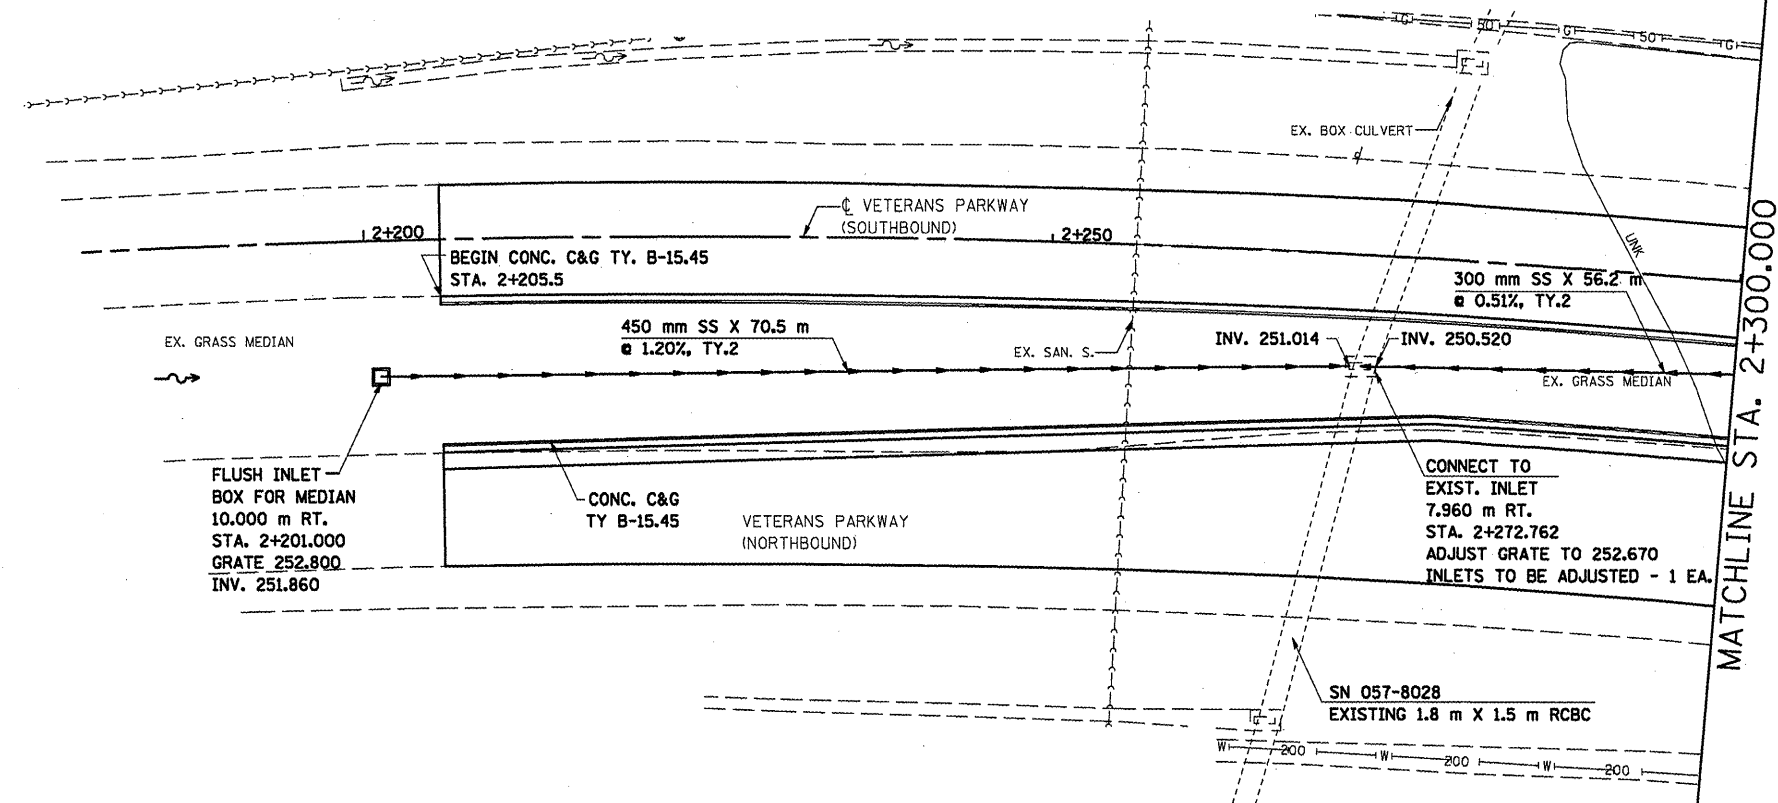 G
50
G
50
G
EX. BOX CULVERT
℄ VETERANS PARKWAY
(SOUTHBOUND)
2+200
2+250
BEGIN CONC. C&G TY. B-15.45
STA. 2+205.5
UNK
300 mm SS X 56.2 m
@ 0.51%, TY.2
450 mm SS X 70.5 m
@ 1.20%, TY.2
EX. GRASS MEDIAN
EX. SAN. S.
INV. 251.014
INV. 250.520
EX. GRASS MEDIAN
FLUSH INLET
BOX FOR MEDIAN
10.000 m RT.
STA. 2+201.000
GRATE 252.800
INV. 251.860
CONC. C&G
TY B-15.45
VETERANS PARKWAY
(NORTHBOUND)
CONNECT TO
EXIST. INLET
7.960 m RT.
STA. 2+272.762
ADJUST GRATE TO 252.670
INLETS TO BE ADJUSTED - 1 EA.
MATCHLINE STA. 2+300.000
SN 057-8028
EXISTING 1.8 m X 1.5 m RCBC
W
200
W
200
W
200